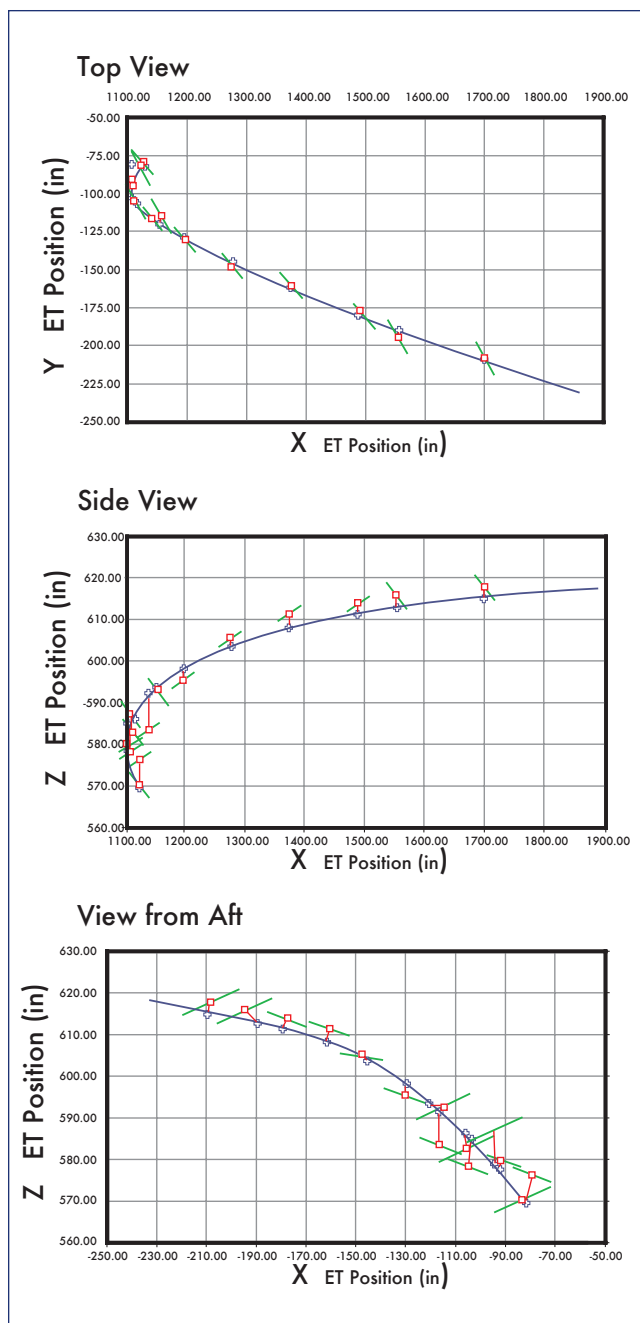 Top View
1100.00 1200.00 1300.00 1400.00 1500.00 1600.00 1700.00 1800.00 1900.00
-50.00
-75.00
-100.00
-125.00
-150.00
-175.00
-200.00
-225.00
-250.00
Y ET Position (in)
X ET Position (in)
Side View
630.00
620.00
610.00
600.00
-590.00
580.00
570.00
560.00
Z ET Position (in)
1100.00 1200.00 1300.00 1400.00 1500.00 1600.00 1700.00 1800.00 1900.00
X ET Position (in)
View from Aft
630.00
620.00
610.00
600.00
590.00
580.00
570.00
560.00
Z ET Position (in)
-250.00 -230.00 -210.00 -190.00 -170.00 -150.00 -130.00 -110.00 -90.00 -70.00 -50.00
X ET Position (in)